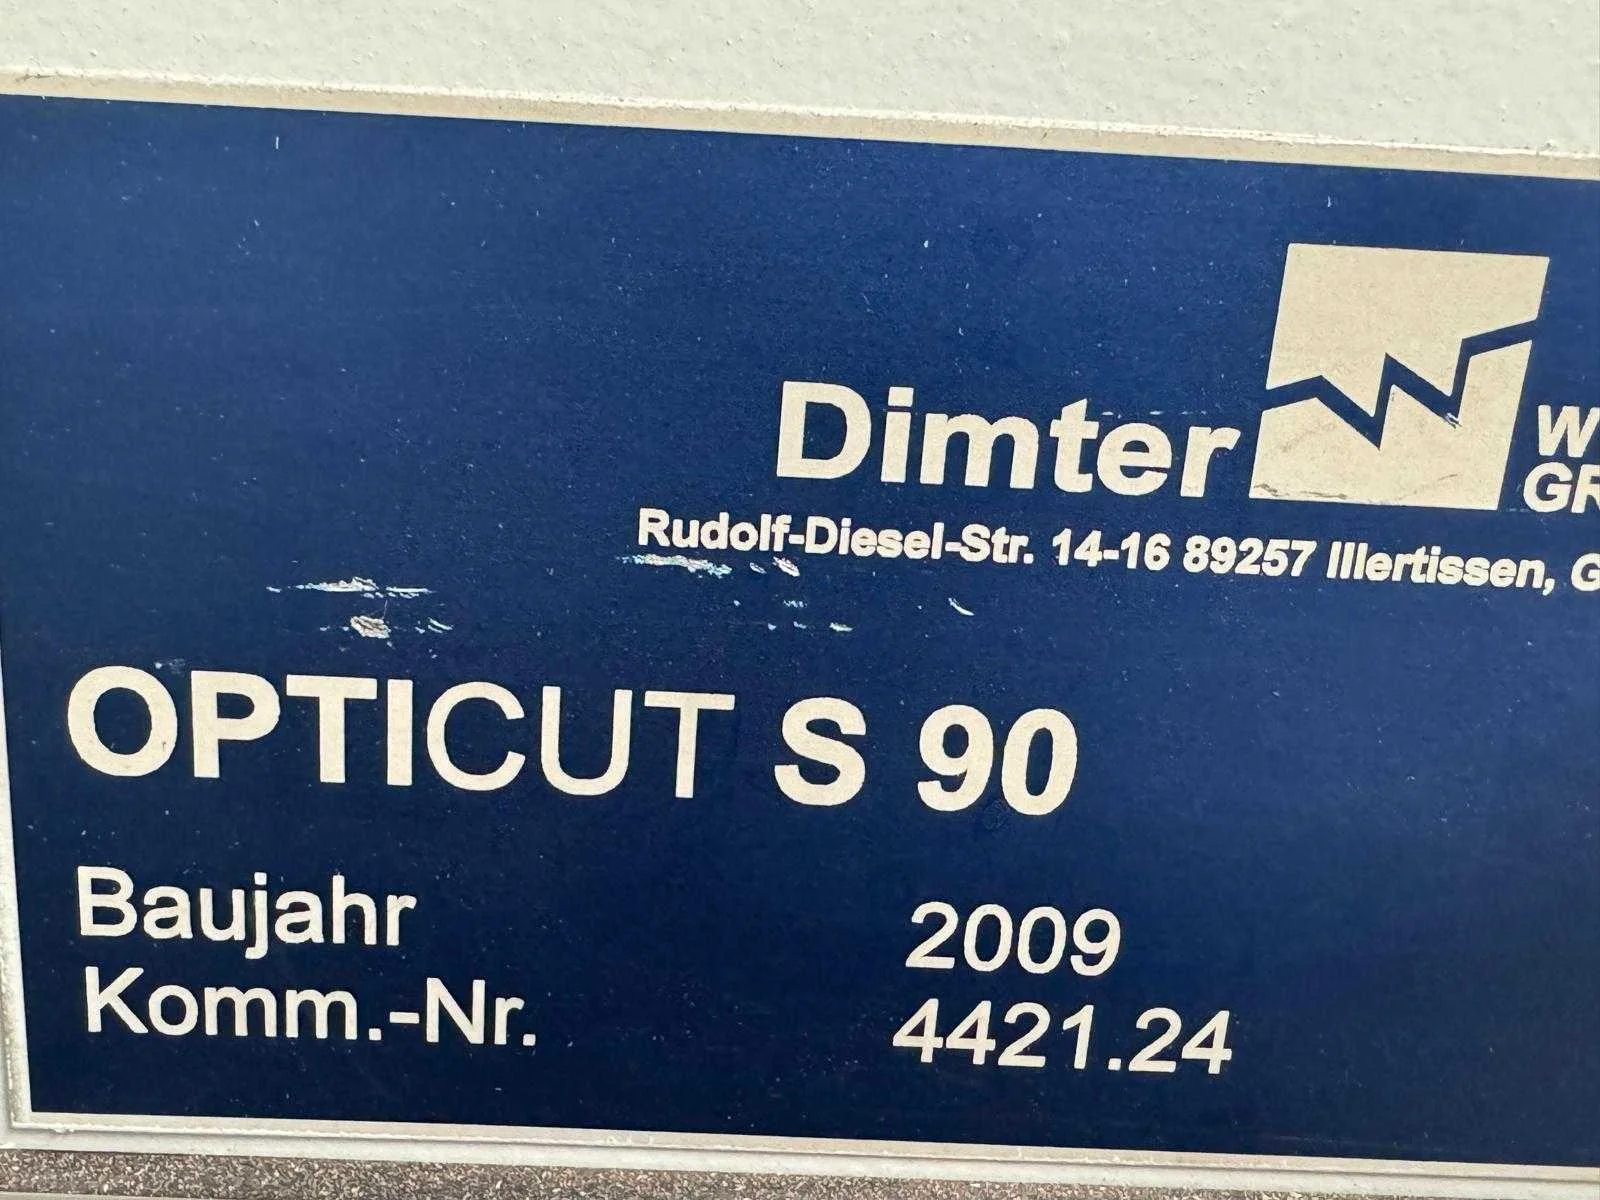 Dimter
Rudolf-Diesel-Str. 14-16 89257 Illertissen,
OPTICUT S 90
Baujahr 2009
Komm.-Nr. 4421.24